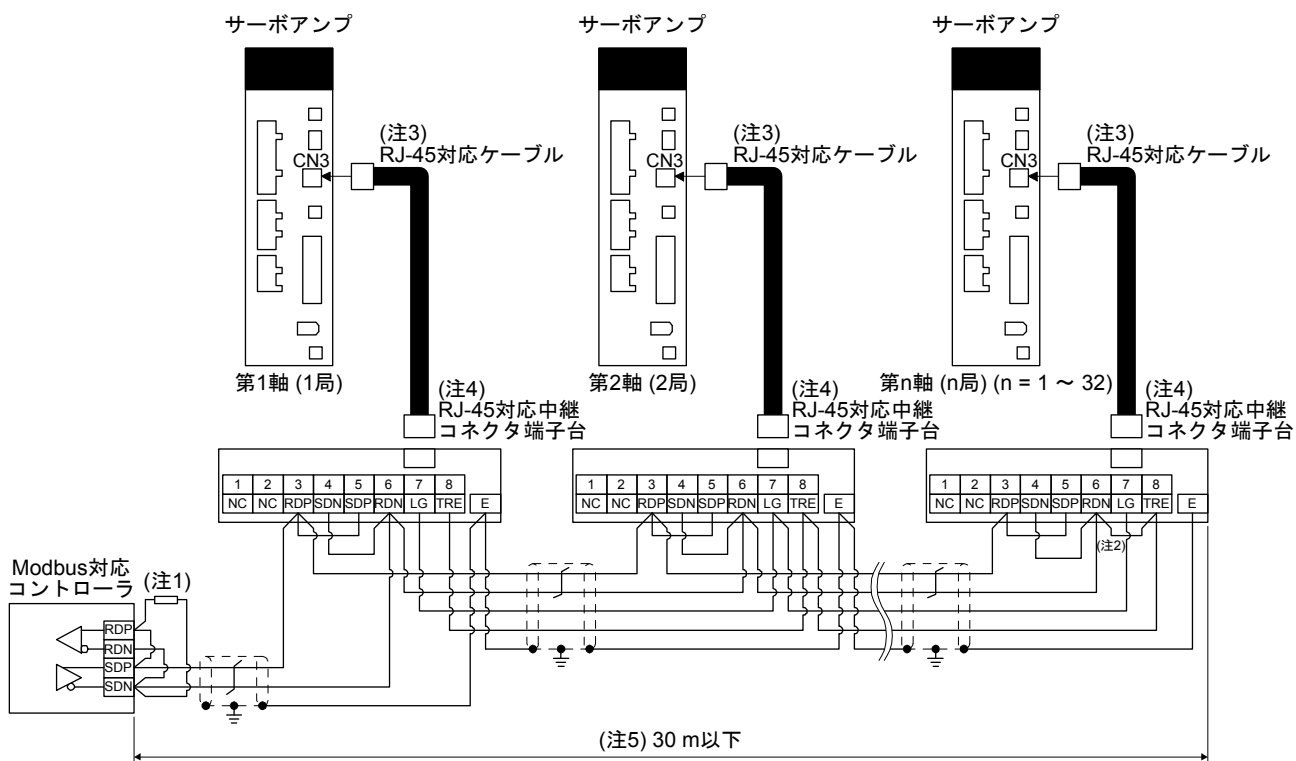 サーボアンプ
サーボアンプ
サーボアンプ
(注3)
RJ-45対応ケーブル
CN3
(注3)
RJ-45対応ケーブル
CN3
(注3)
RJ-45対応ケーブル
CN3
第1軸 (1局)
第2軸 (2局)
第n軸 (n局) (n = 1 ～ 32)
(注4)
RJ-45対応中継
コネクタ端子台
(注4)
RJ-45対応中継
コネクタ端子台
(注4)
RJ-45対応中継
コネクタ端子台
1 2 3 4 5 6 7 8
NC NC RDP SDN SDP RDN LG TRE E
1 2 3 4 5 6 7 8
NC NC RDP SDN SDP RDN LG TRE E
1 2 3 4 5 6 7 8
NC NC RDP SDN SDP RDN LG TRE E
(注2)
Modbus対応
コントローラ
(注1)
RDP
RDN
SDP
SDN
(注5) 30 m以下